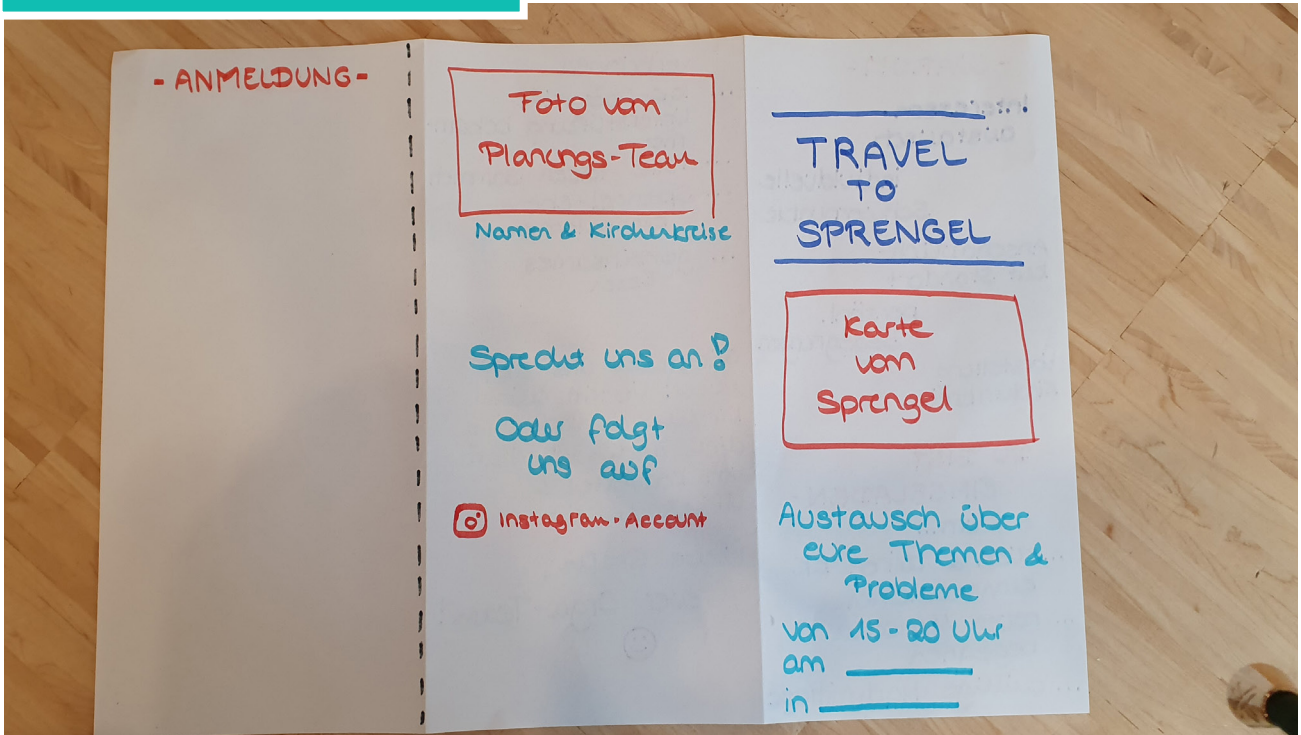 - ANMELDUNG -
Foto vom
Planungs-Team
Namen & Kirchenkreise
Sprecht uns an!
Oder folgt
uns auf
Instagram-Account
TRAVEL
TO
SPRENGEL
Karte
vom
Sprengel
Austausch über
eure Themen &
Probleme
von 15-20 Uhr
am
in